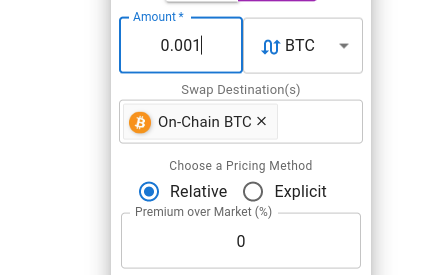 Amount *
0.001 BTC
Swap Destination(s)
On-Chain BTC ×
Choose a Pricing Method
Relative Explicit
Premium over Market (%)
0